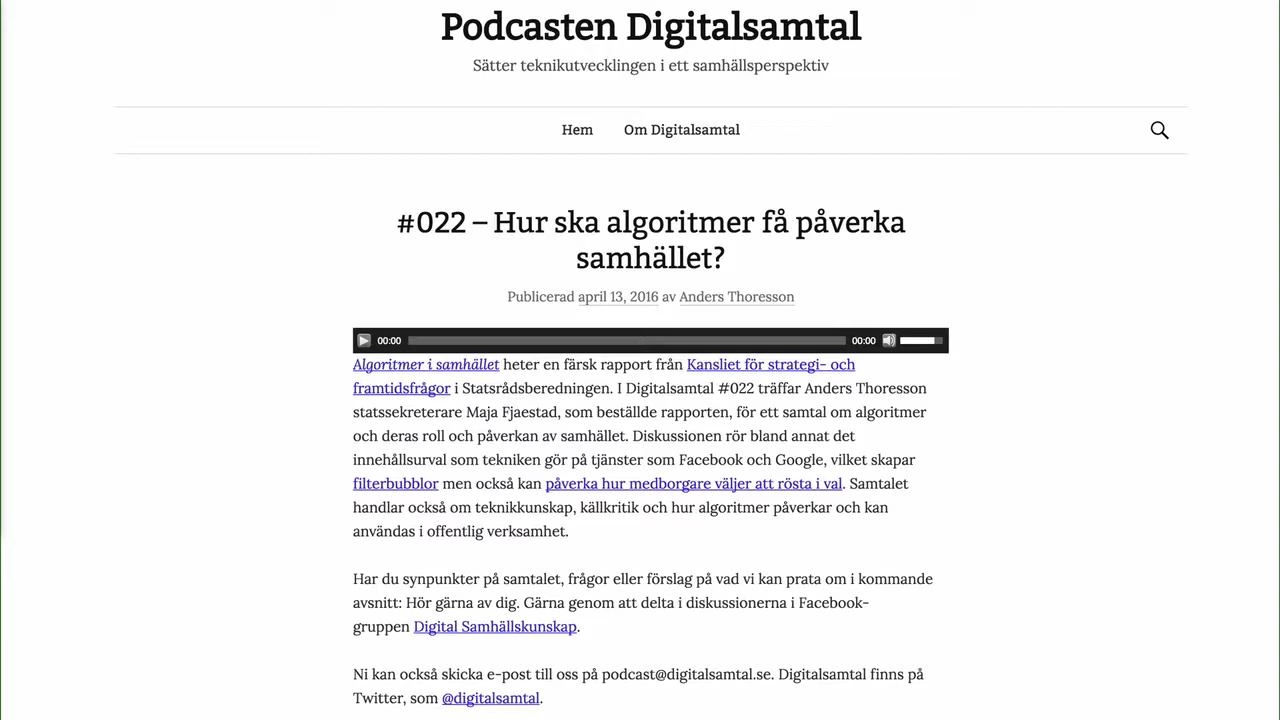 Podcasten Digitalsamtal
Sätter teknikutvecklingen i ett samhällsperspektiv
Hem Om Digitalsamtal
#022 – Hur ska algoritmer få påverka
samhället?
Publicerad april 13, 2016 av Anders Thoresson
00:00 00:00
Algoritmer i samhället heter en färsk rapport från Kansliet för strategi- och
framtidsfrågor i Statsrådsberedningen. I Digitalsamtal #022 träffar Anders Thoresson
statssekreterare Maja Fjaestad, som beställde rapporten, för ett samtal om algoritmer
och deras roll och påverkan av samhället. Diskussionen rör bland annat det
innehållsurval som tekniken gör på tjänster som Facebook och Google, vilket skapar
filterbubblor men också kan påverka hur medborgare väljer att rösta i val. Samtalet
handlar också om teknikkunskap, källkritik och hur algoritmer påverkar och kan
användas i offentlig verksamhet.
Har du synpunkter på samtalet, frågor eller förslag på vad vi kan prata om i kommande
avsnitt: Hör gärna av dig. Gärna genom att delta i diskussionerna i Facebook-
gruppen Digital Samhällskunskap.
Ni kan också skicka e-post till oss på podcast@digitalsamtal.se. Digitalsamtal finns på
Twitter, som @digitalsamtal.